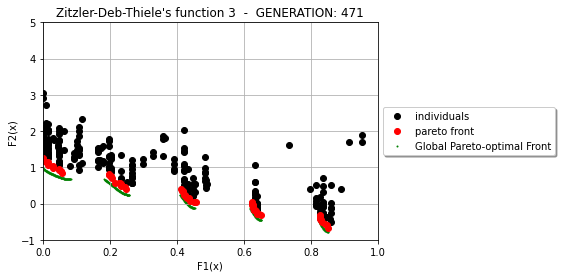 Zitzler-Deb-Thiele's function 3 - GENERATION: 471
5
4
3
2
1
0
−1
F2(x)
0.0 0.2 0.4 0.6 0.8 1.0
F1(x)
individuals
pareto front
Global Pareto-optimal Front